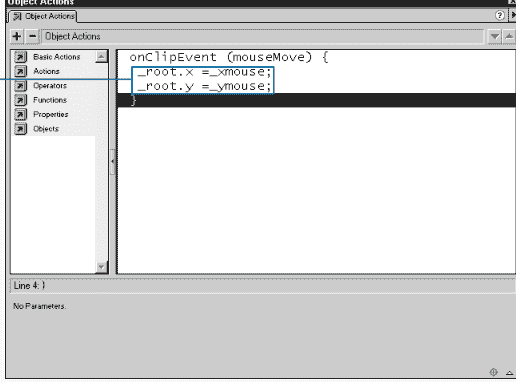 Object Actions
Object Actions
+ - Object Actions
Basic Actions
Actions
Operators
Functions
Properties
Objects
onClipEvent (mouseMove) {
_root.x =_xmouse;
_root.y =_ymouse;
}
Line 4: }
No Parameters.